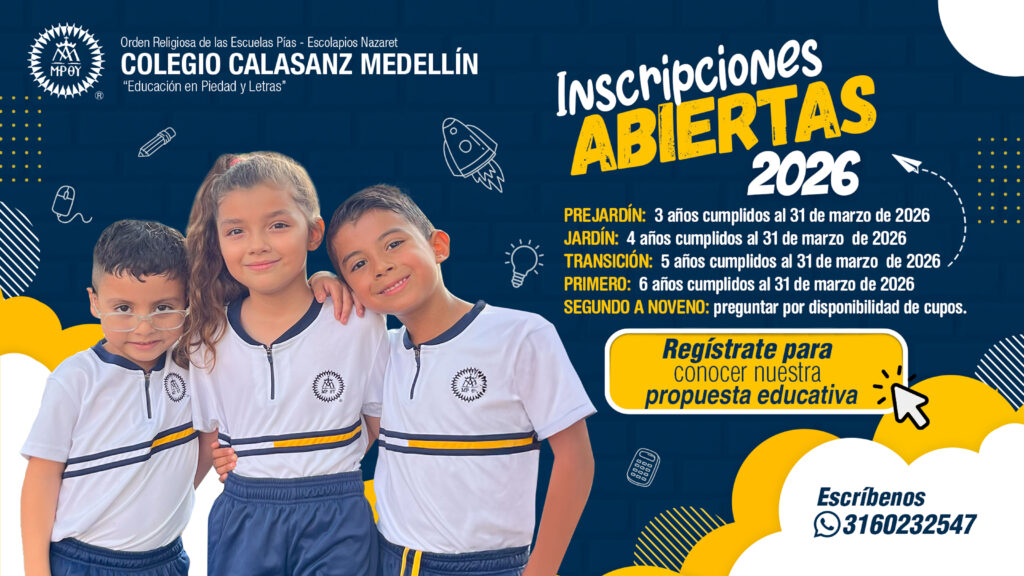 Orden Religiosa de las Escuelas Pías - Escolapios Nazaret
COLEGIO CALASANZ MEDELLÍN
“Educación en Piedad y Letras”
Inscripciones
ABIERTAS
2026
PREJARDÍN: 3 años cumplidos al 31 de marzo de 2026
JARDÍN: 4 años cumplidos al 31 de marzo de 2026
TRANSICIÓN: 5 años cumplidos al 31 de marzo de 2026
PRIMERO: 6 años cumplidos al 31 de marzo de 2026
SEGUNDO A NOVENO: preguntar por disponibilidad de cupos.
Regístrate para
conocer nuestra
propuesta educativa
Escríbenos
3160232547